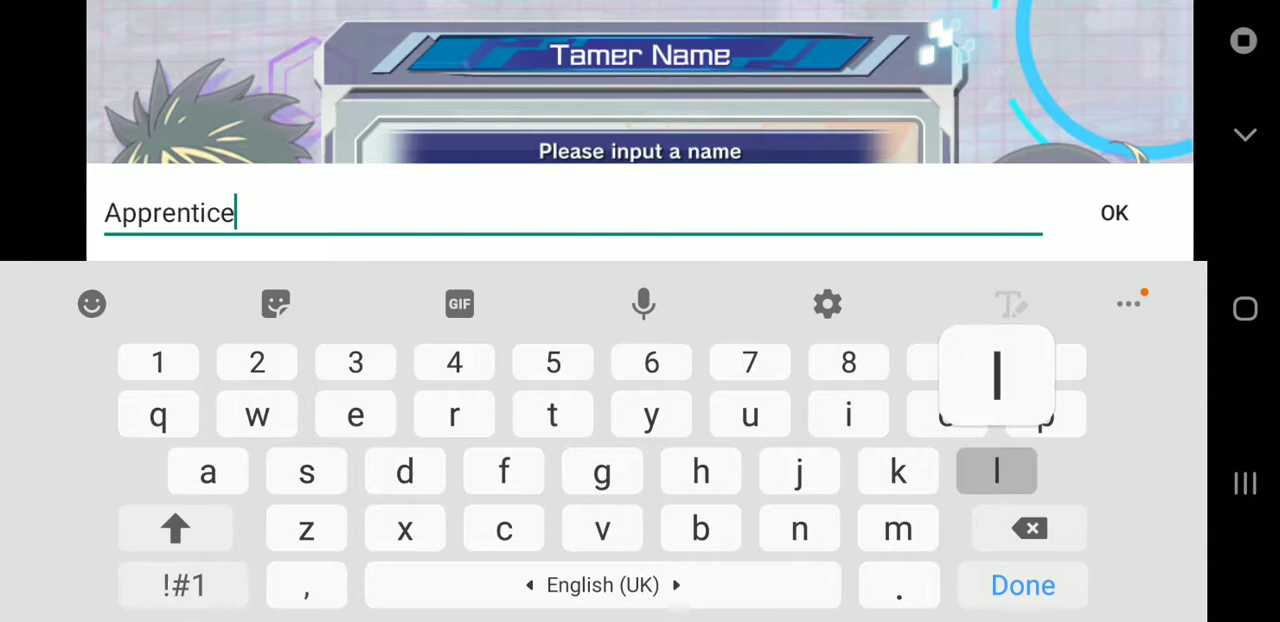 Tamer Name
Please input a name
Apprentice
OK
GIF
1 2 3 4 5 6 7 8
q w e r t y u i p
l
a s d f g h j k l
z x c v b n m
!#1 , English (UK) . Done